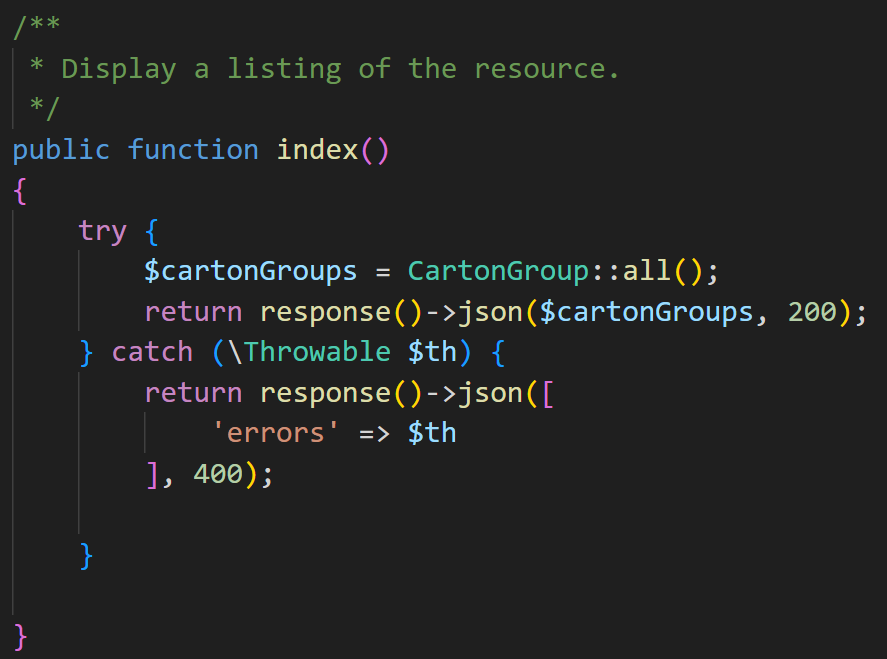 /**
 * Display a listing of the resource.
 */
public function index()
{
    try {
        $cartonGroups = CartonGroup::all();
        return response()->json($cartonGroups, 200);
    } catch (\Throwable $th) {
        return response()->json([
            'errors' => $th
        ], 400);
    }
}